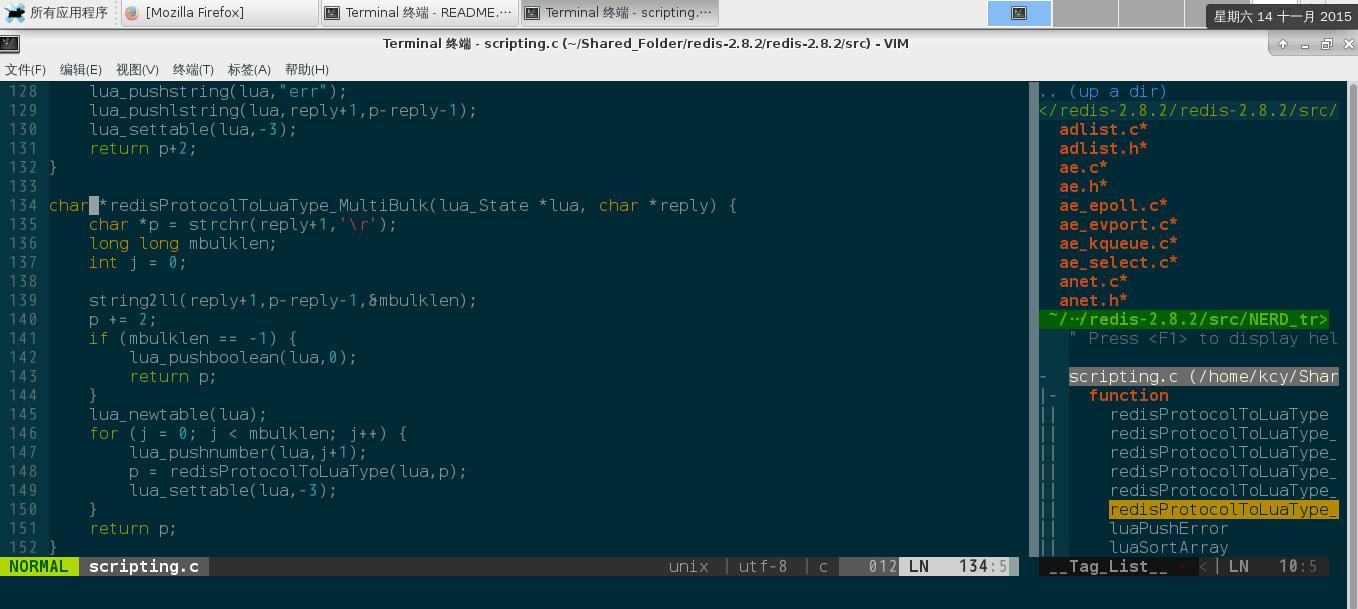 所有应用程序 [Mozilla Firefox] Terminal 终端 - README.··· Terminal 终端 - scripting.··· 星期六 14 十一月 2015
Terminal 终端 - scripting.c (~/Shared_Folder/redis-2.8.2/redis-2.8.2/src) - VIM
文件(F) 编辑(E) 视图(V) 终端(T) 标签(A) 帮助(H)
128     lua_pushstring(lua,"err");
129     lua_pushlstring(lua,reply+1,p-reply-1);
130     lua_settable(lua,-3);
131     return p+2;
132 }
133
134 char *redisProtocolToLuaType_MultiBulk(lua_State *lua, char *reply) {
135     char *p = strchr(reply+1,'\r');
136     long long mbulklen;
137     int j = 0;
138
139     string2ll(reply+1,p-reply-1,&mbulklen);
140     p += 2;
141     if (mbulklen == -1) {
142         lua_pushboolean(lua,0);
143         return p;
144     }
145     lua_newtable(lua);
146     for (j = 0; j < mbulklen; j++) {
147         lua_pushnumber(lua,j+1);
148         p = redisProtocolToLuaType(lua,p);
149         lua_settable(lua,-3);
150     }
151     return p;
152 }
NORMAL scripting.c unix | utf-8 | c 012 LN 134:5
.. (up a dir)
</redis-2.8.2/redis-2.8.2/src/
adlist.c*
adlist.h*
ae.c*
ae.h*
ae_epoll.c*
ae_evport.c*
ae_kqueue.c*
ae_select.c*
anet.c*
anet.h*
~/··/redis-2.8.2/src/NERD_tr>
" Press <F1> to display hel
- scripting.c (/home/kcy/Shar
|- function
|| redisProtocolToLuaType
|| redisProtocolToLuaType_
|| redisProtocolToLuaType_
|| redisProtocolToLuaType_
|| redisProtocolToLuaType_
|| redisProtocolToLuaType_
|| luaPushError
|| luaSortArray
__Tag_List__ - < | LN 10:5